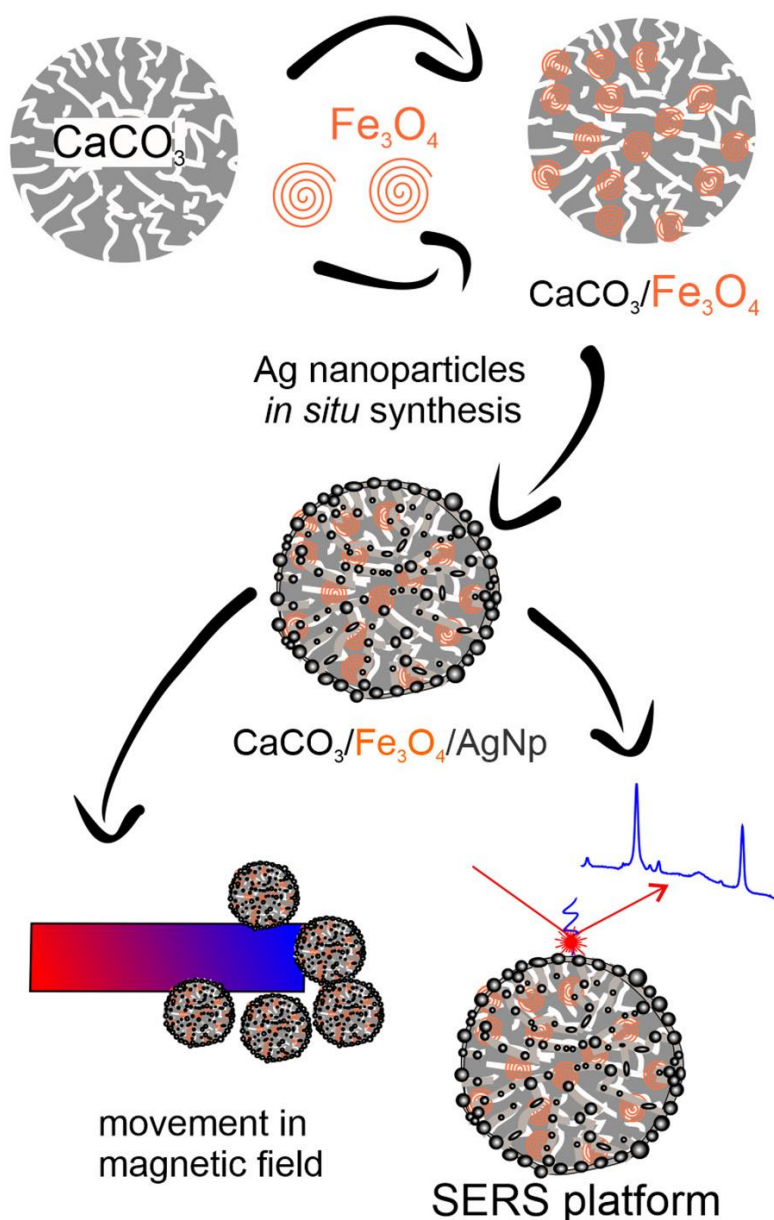 CaCO₃
Fe₃O₄
CaCO₃/Fe₃O₄
Ag nanoparticles
in situ synthesis
CaCO₃/Fe₃O₄/AgNp
movement in
magnetic field
SERS platform